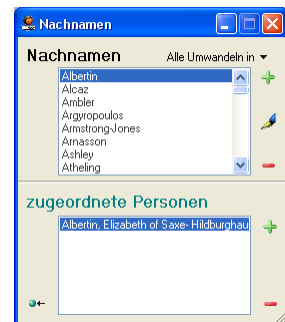 Nachnamen
Nachnamen Alle Umwandeln in
Albertin
Alcaz
Ambler
Argyropoulos
Armstrong-Jones
Arnasson
Ashley
Atheling
zugeordnete Personen
Albertin, Elizabeth of Saxe- Hildburghau